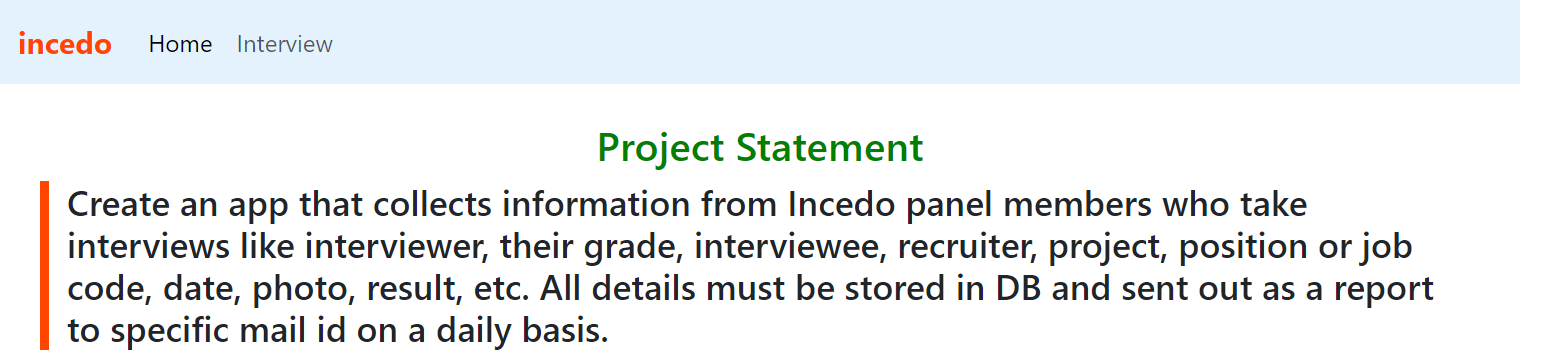 incedo Home Interview
Project Statement
Create an app that collects information from Incedo panel members who take
interviews like interviewer, their grade, interviewee, recruiter, project, position or job
code, date, photo, result, etc. All details must be stored in DB and sent out as a report
to specific mail id on a daily basis.